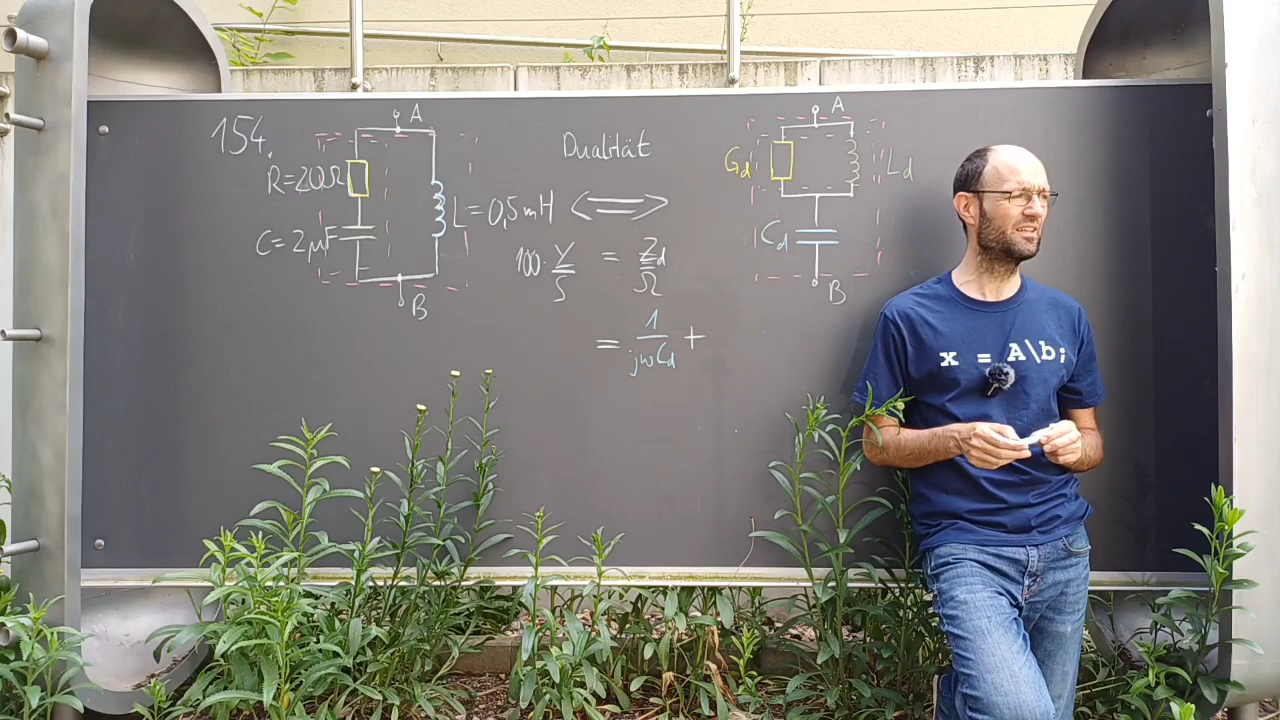 154.
A
R=20Ω
C=2μF
L=0,5mH
B
Dualität
⟺
100·Y/S = Z_d/Ω
= 1/(jωC_d) +
A
G_d
L_d
C_d
B
x = A\b;